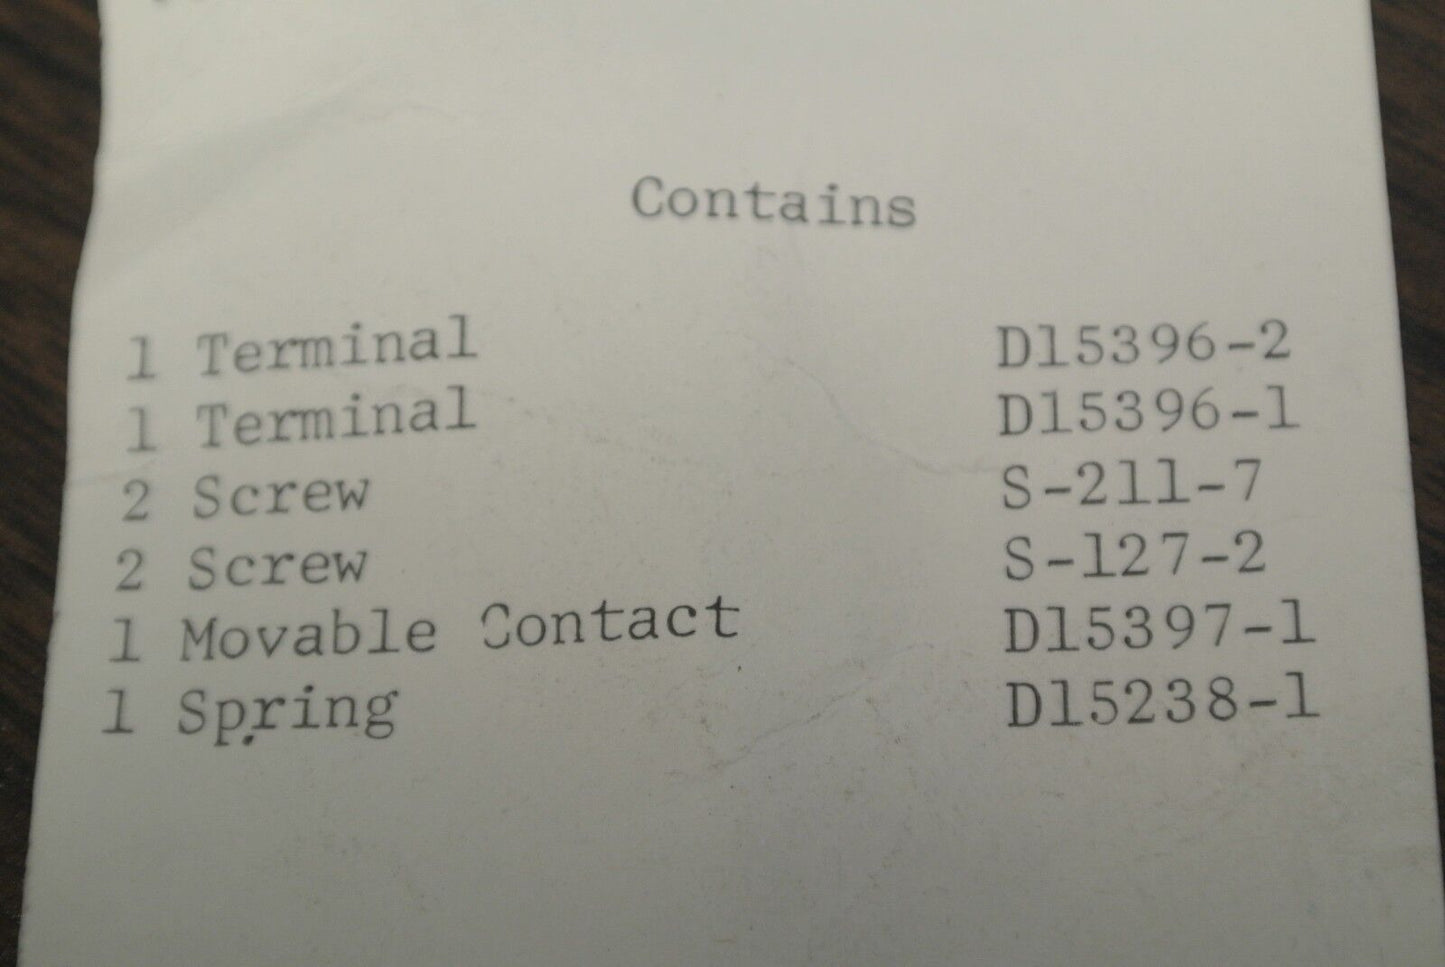 Contains
1 Terminal D15396-2
1 Terminal D15396-1
2 Screw S-211-7
2 Screw S-127-2
1 Movable Contact D15397-1
1 Spring D15238-1